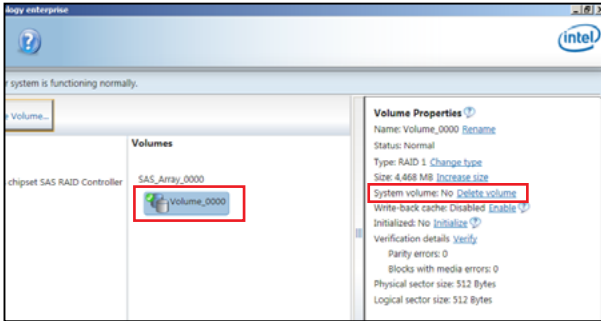 ology enterprise
?
intel
r system is functioning normally.
e Volume...
Volumes
chipset SAS RAID Controller
SAS_Array_0000
Volume_0000
Volume Properties ?
Name: Volume_0000 Rename
Status: Normal
Type: RAID 1 Change type
Size: 4,468 MB Increase size
System volume: No Delete volume
Write-back cache: Disabled Enable ?
Initialized: No Initialize ?
Verification details Verify
Parity errors: 0
Blocks with media errors: 0
Physical sector size: 512 Bytes
Logical sector size: 512 Bytes